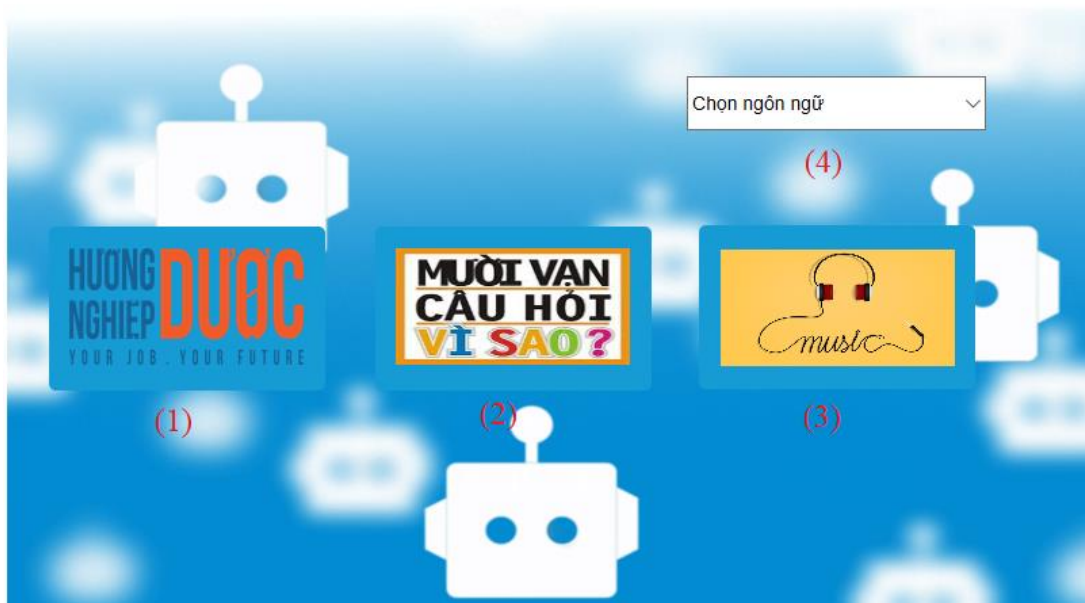 Chọn ngôn ngữ
(4)
HƯỚNG
NGHIỆP
DƯỢC
YOUR JOB . YOUR FUTURE
(1)
MƯỜI VẠN
CÂU HỎI
VÌ SAO?
(2)
music
(3)